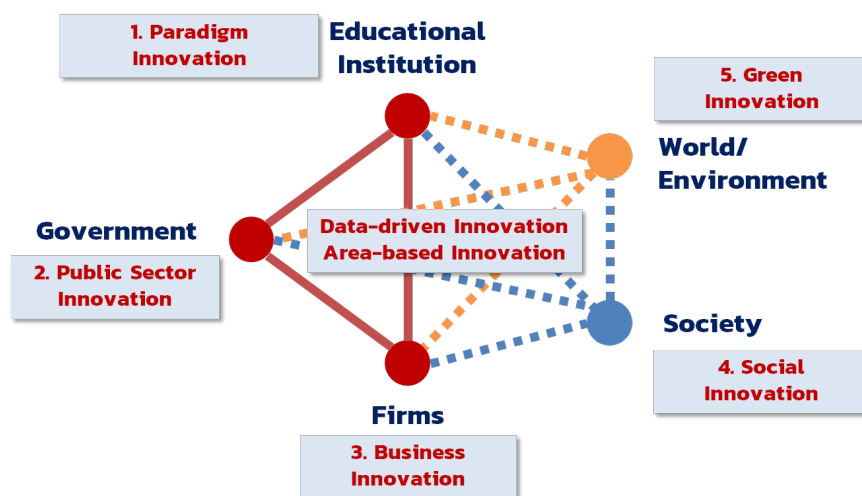 1. Paradigm
Innovation
Educational
Institution
5. Green
Innovation
World/
Environment
Government
2. Public Sector
Innovation
Data-driven Innovation
Area-based Innovation
Society
4. Social
Innovation
Firms
3. Business
Innovation